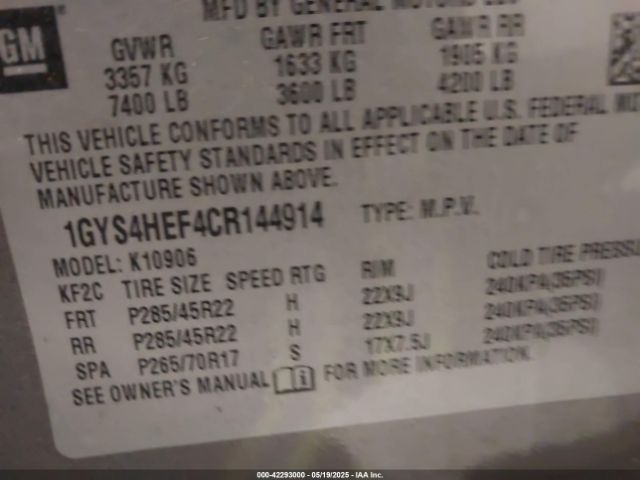 MFD BY GENERAL MOTORS LLC
GM
GVWR GAWR FRT GAWR RR
3357 KG 1633 KG 1905 KG
7400 LB 3600 LB 4200 LB
THIS VEHICLE CONFORMS TO ALL APPLICABLE U.S. FEDERAL
VEHICLE SAFETY STANDARDS IN EFFECT ON THE DATE OF
MANUFACTURE SHOWN ABOVE.
1GYS4HEF4CR144914 TYPE: M.P.V.
MODEL: K10906
KF2C TIRE SIZE SPEED RTG RIM COLD TIRE PRESSU
FRT P285/45R22 H 22X9J 240KPA(35PSI)
RR P285/45R22 H 22X9J 240KPA(35PSI)
SPA P265/70R17 S 17X7.5J 240KPA(35PSI)
SEE OWNER'S MANUAL i FOR MORE INFORMATION.
000-42293000 - 05/19/2025 - IAA Inc.